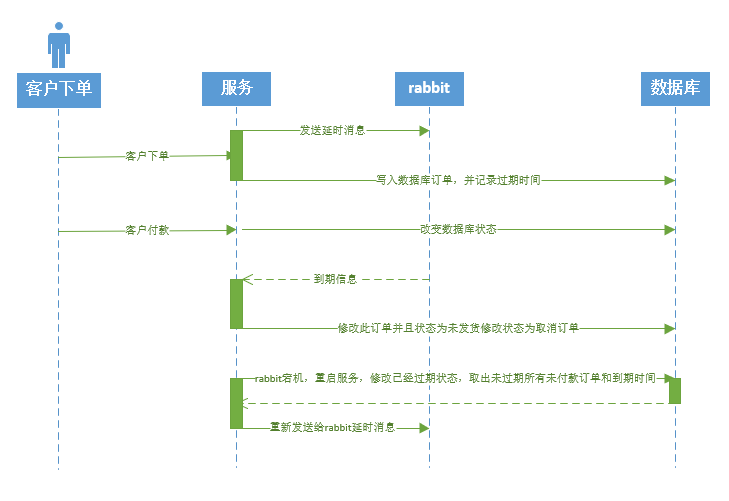 客户下单
服务
rabbit
数据库
发送延时消息
客户下单
写入数据库订单，并记录过期时间
客户付款
改变数据库状态
到期信息
修改此订单并且状态为未发货修改状态为取消订单
rabbit宕机，重启服务，修改已经过期状态，取出未过期所有未付款订单和到期时间
重新发送给rabbit延时消息